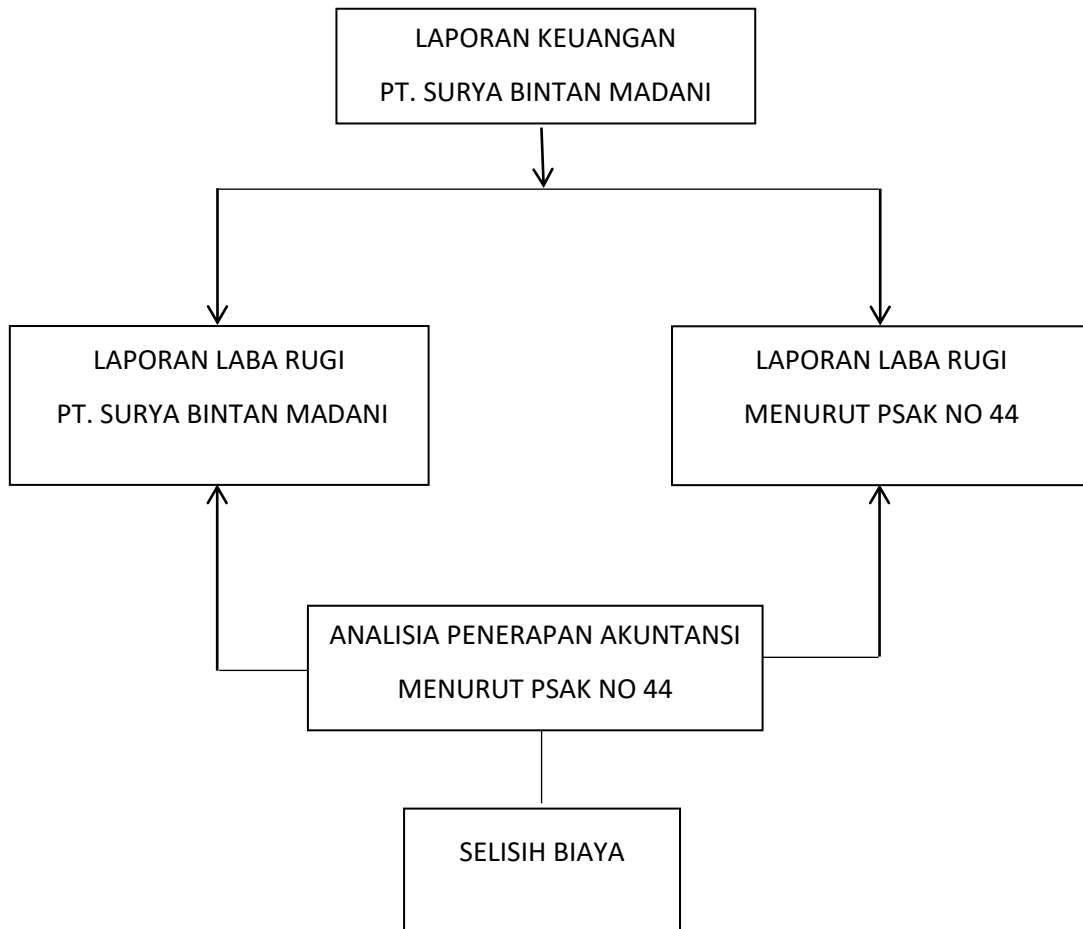 LAPORAN KEUANGAN
PT. SURYA BINTAN MADANI
LAPORAN LABA RUGI
PT. SURYA BINTAN MADANI
LAPORAN LABA RUGI
MENURUT PSAK NO 44
ANALISIA PENERAPAN AKUNTANSI
MENURUT PSAK NO 44
SELISIH BIAYA